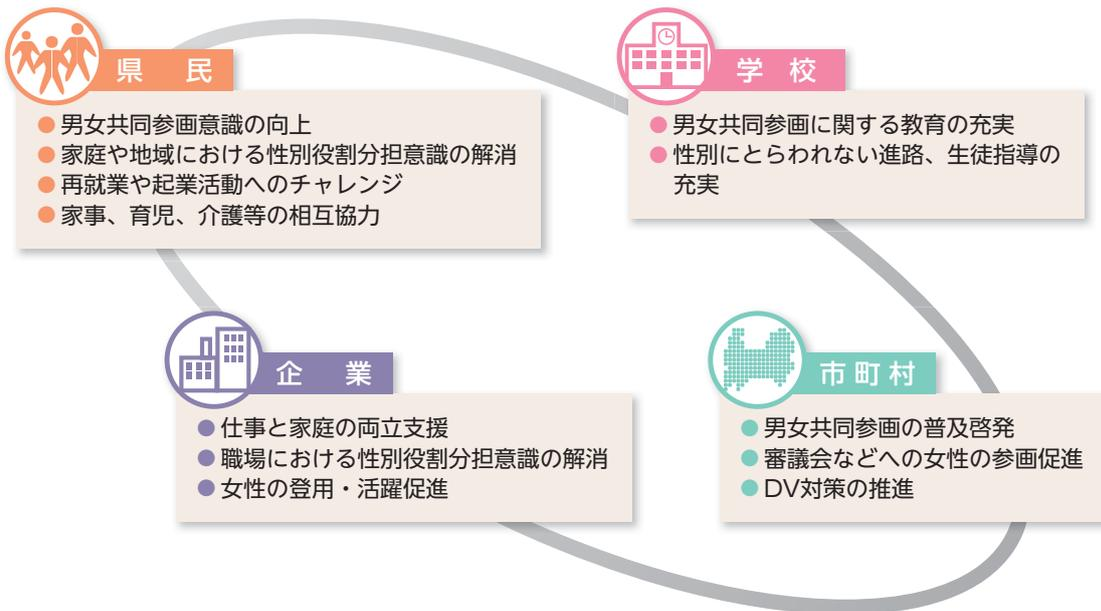 県　民
● 男女共同参画意識の向上
● 家庭や地域における性別役割分担意識の解消
● 再就業や起業活動へのチャレンジ
● 家事、育児、介護等の相互協力
学 校
● 男女共同参画に関する教育の充実
● 性別にとらわれない進路、生徒指導の
充実
企　業
● 仕事と家庭の両立支援
● 職場における性別役割分担意識の解消
● 女性の登用・活躍促進
市 町 村
● 男女共同参画の普及啓発
● 審議会などへの女性の参画促進
● DV対策の推進